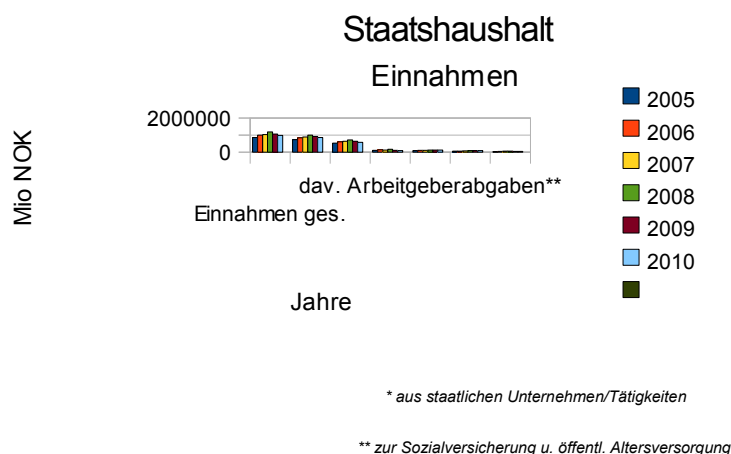 Staatshaushalt
Einnahmen
Mio NOK
2000000
0
dav. Arbeitgeberabgaben**
Einnahmen ges.
Jahre
2005
2006
2007
2008
2009
2010
* aus staatlichen Unternehmen/Tätigkeiten
** zur Sozialversicherung u. öffentl. Altersversorgung